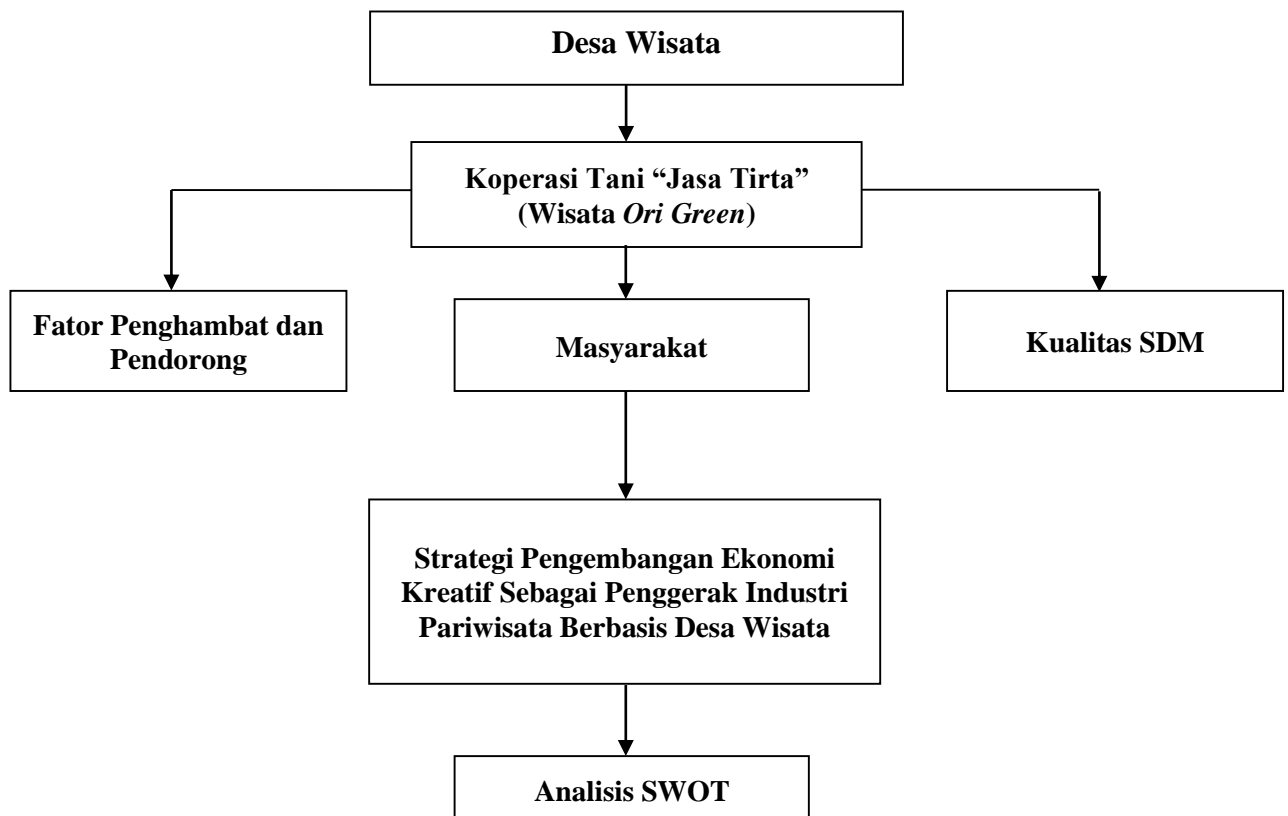 Desa Wisata
Koperasi Tani “Jasa Tirta”
(Wisata Ori Green)
Fator Penghambat dan
Pendorong
Masyarakat
Kualitas SDM
Strategi Pengembangan Ekonomi
Kreatif Sebagai Penggerak Industri
Pariwisata Berbasis Desa Wisata
Analisis SWOT